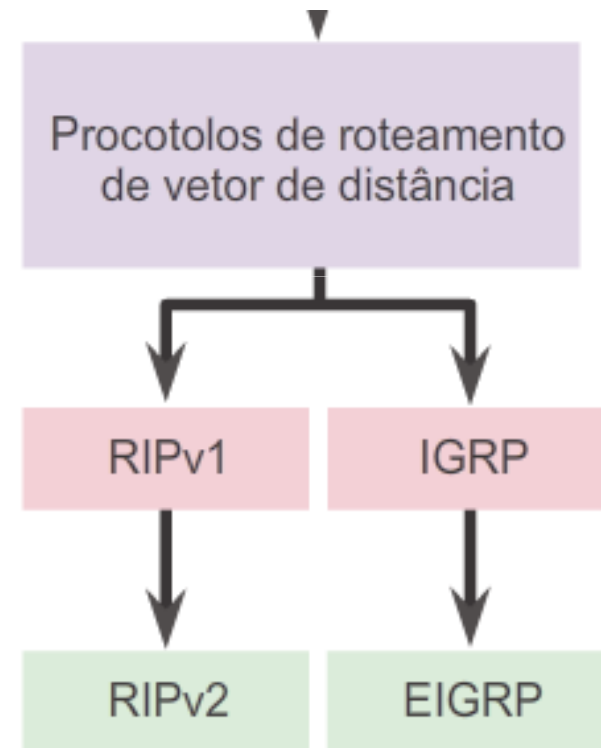 Procotolos de roteamento
de vetor de distância
RIPv1
IGRP
RIPv2
EIGRP